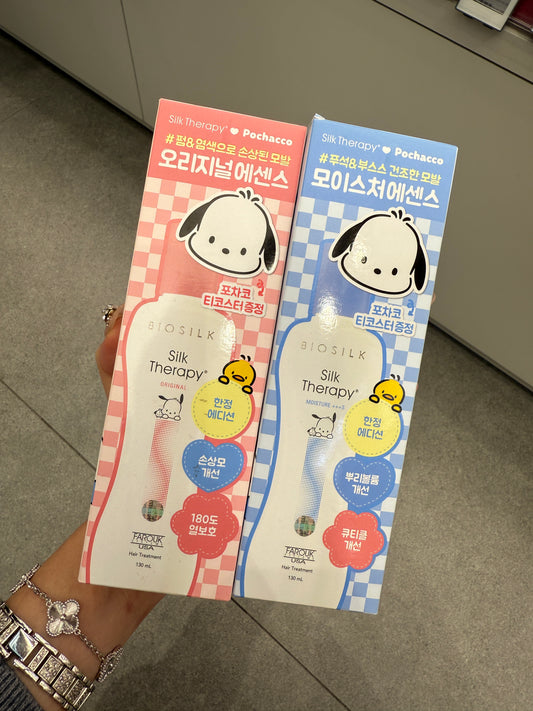 Silk Therapy® ♥ Pochacco
#펌&염색으로 손상된 모발
오리지널 에센스
포차코
티코스터 증정
BIOSILK
Silk
Therapy®
ORIGINAL
한정
에디션
손상모
개선
180도
열보호
FAROUK
USA
Hair Treatment
130 mL
Silk Therapy® ♥ Pochacco
#푸석&부스스 건조한 모발
모이스처 에센스
포차코
티코스터 증정
BIOSILK
Silk
Therapy®
MOISTURE
한정
에디션
뿌리볼륨
개선
큐티클
개선
FAROUK
USA
Hair Treatment
130 mL